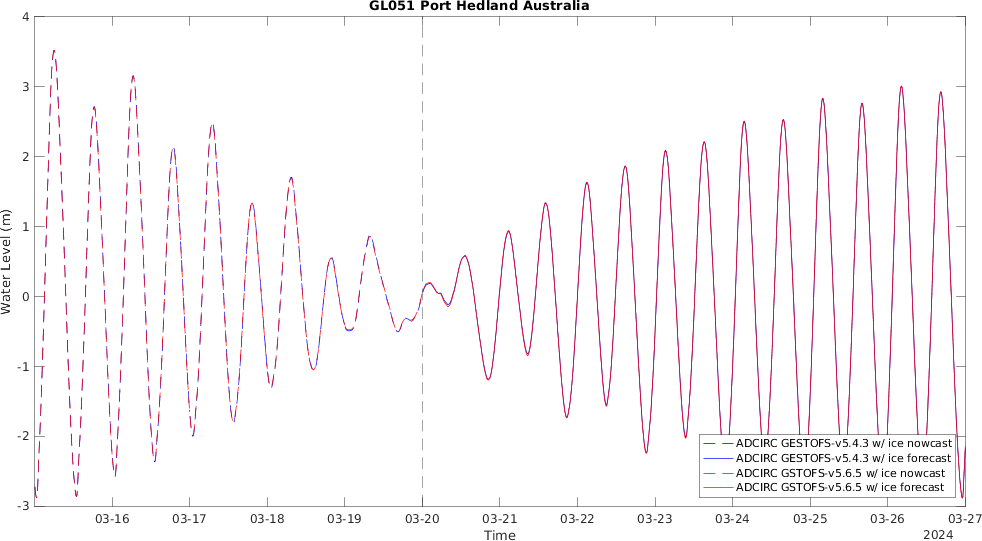 GL051 Port Hedland Australia
4
3
2
1
0
-1
-2
-3
Water Level (m)
ADCIRC GESTOFS-v5.4.3 w/ ice nowcast
ADCIRC GESTOFS-v5.4.3 w/ ice forecast
ADCIRC GSTOFS-v5.6.5 w/ ice nowcast
ADCIRC GSTOFS-v5.6.5 w/ ice forecast
03-16 03-17 03-18 03-19 03-20 03-21 03-22 03-23 03-24 03-25 03-26 03-27
Time
2024